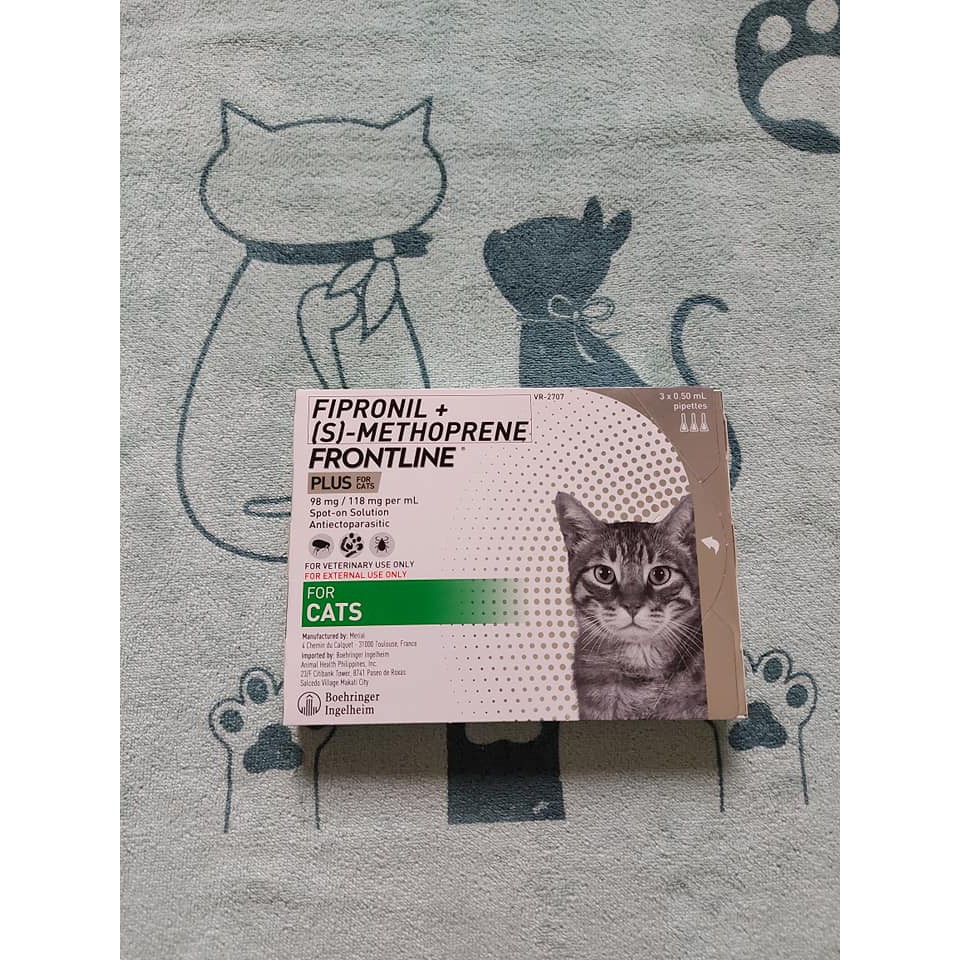 FIPRONIL +
(S)-METHOPRENE
FRONTLINE®
PLUS FOR CATS
98 mg / 118 mg per mL
Spot-on Solution
Antiectoparasitic
FOR VETERINARY USE ONLY
FOR EXTERNAL USE ONLY
FOR
CATS
Manufactured by: Merial
4 Chemin du Calquet - 31000 Toulouse, France
Imported by: Boehringer Ingelheim
Animal Health Philippines, Inc.
23/F Citibank Tower, 8741 Paseo de Roxas
Salcedo Village Makati City
Boehringer
Ingelheim
VR-2707
3 x 0.50 mL
pipettes